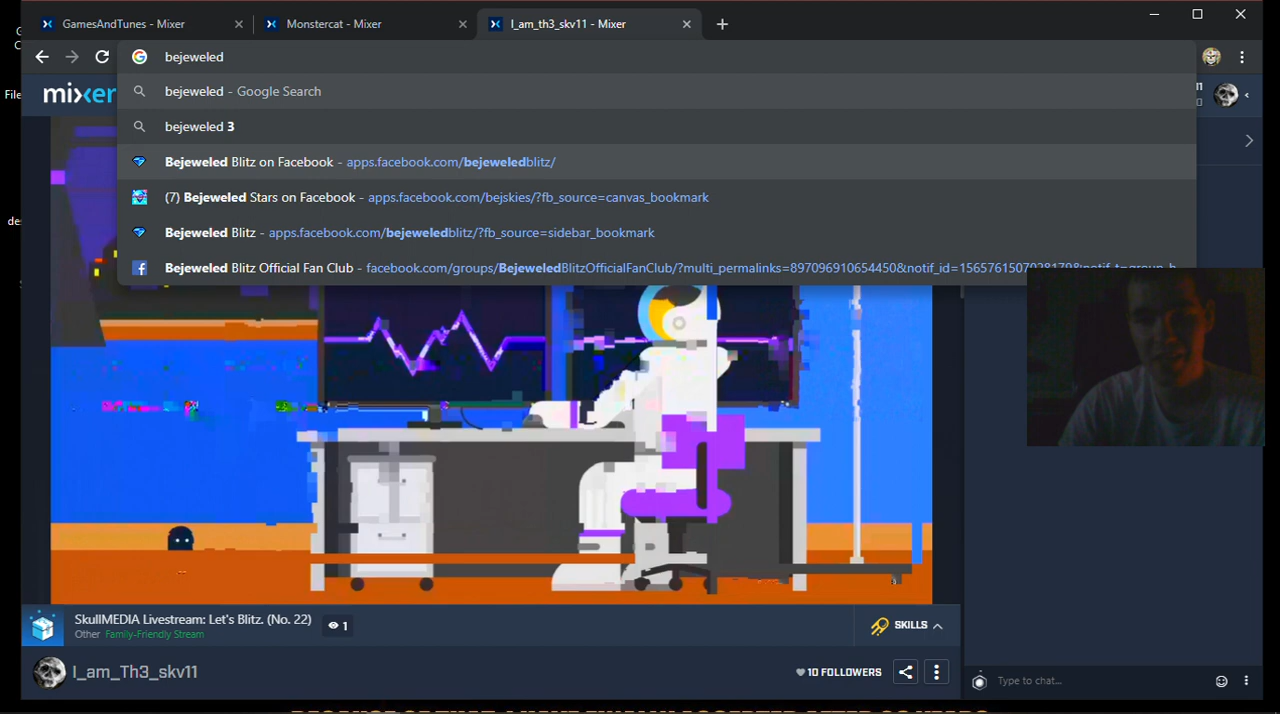 GamesAndTunes - Mixer
Monstercat - Mixer
I_am_th3_skv11 - Mixer
bejeweled
File
mixer
11
bejeweled - Google Search
bejeweled 3
Bejeweled Blitz on Facebook - apps.facebook.com/bejeweledblitz/
(7) Bejeweled Stars on Facebook - apps.facebook.com/bejskies/?fb_source=canvas_bookmark
de
Bejeweled Blitz - apps.facebook.com/bejeweledblitz/?fb_source=sidebar_bookmark
Bejeweled Blitz Official Fan Club - facebook.com/groups/BejeweledBlitzOfficialFanClub/?multi_permalinks=
SkullMEDIA Livestream: Let's Blitz. (No. 22)
1
Other Family-Friendly Stream
SKILLS
I_am_Th3_skv11
10 FOLLOWERS
Type to chat...